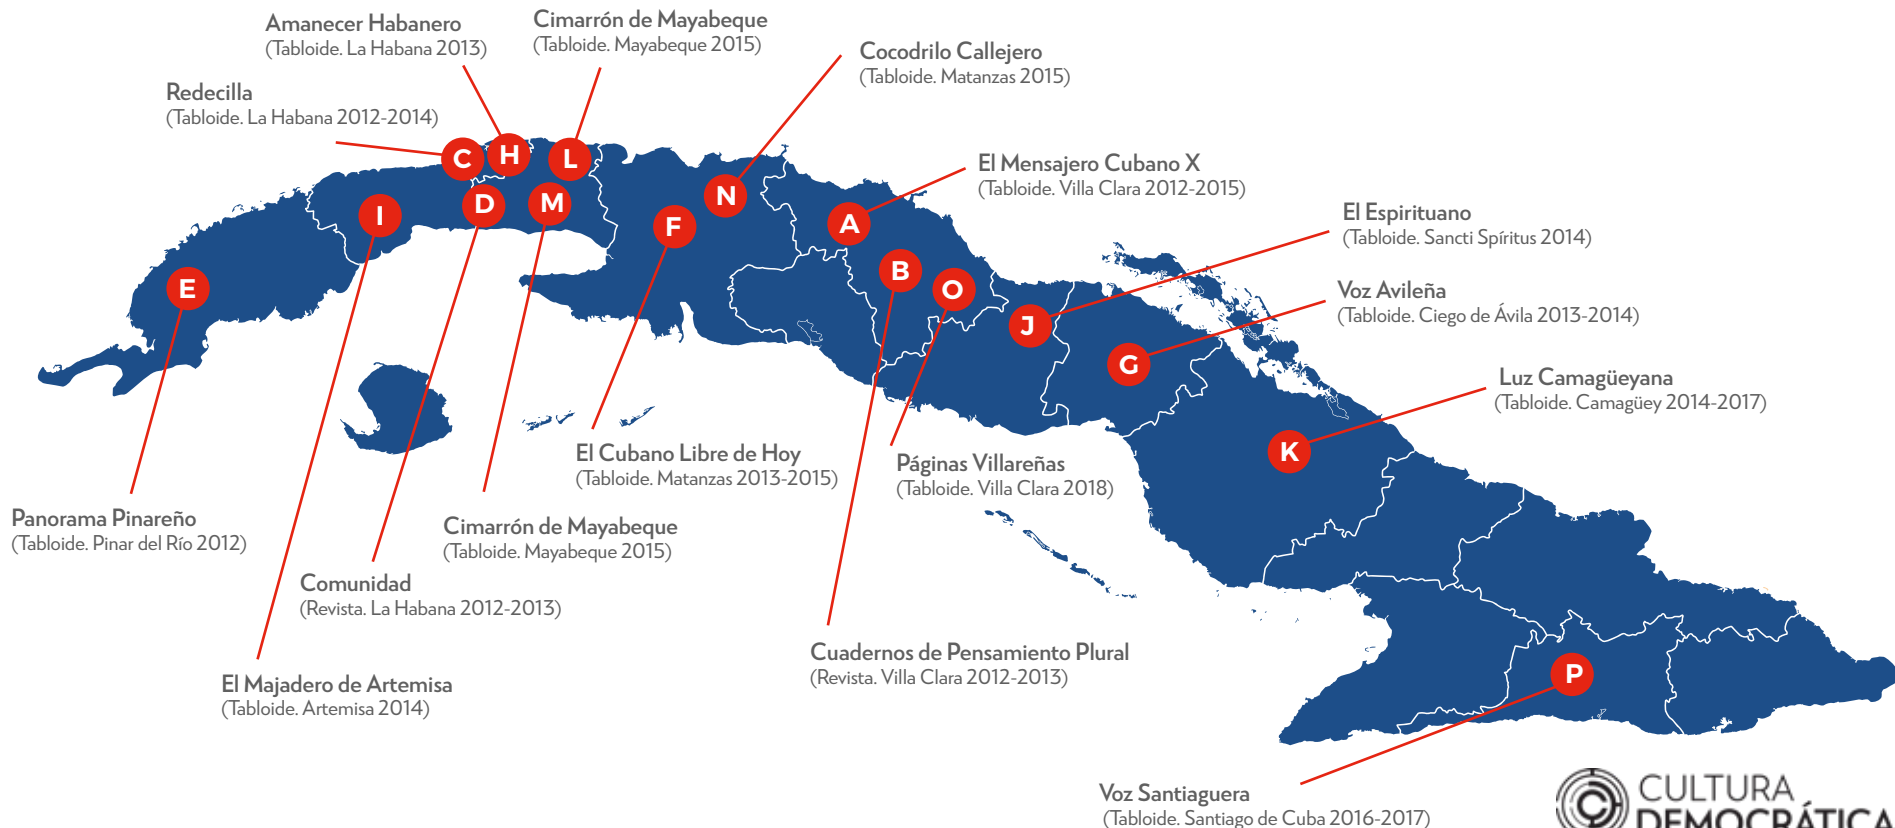 Amanecer Habanero
(Tabloide. La Habana 2013)
Cimarrón de Mayabeque
(Tabloide. Mayabeque 2015)
Cocodrilo Callejero
(Tabloide. Matanzas 2015)
Redecilla
(Tabloide. La Habana 2012-2014)
El Mensajero Cubano X
(Tabloide. Villa Clara 2012-2015)
El Espirituano
(Tabloide. Sancti Spíritus 2014)
Voz Avileña
(Tabloide. Ciego de Ávila 2013-2014)
Luz Camagüeyana
(Tabloide. Camagüey 2014-2017)
C
H
L
I
D
M
F
N
A
E
B
O
J
G
K
P
El Cubano Libre de Hoy
(Tabloide. Matanzas 2013-2015)
Páginas Villareñas
(Tabloide. Villa Clara 2018)
Panorama Pinareño
(Tabloide. Pinar del Río 2012)
Cimarrón de Mayabeque
(Tabloide. Mayabeque 2015)
Comunidad
(Revista. La Habana 2012-2013)
Cuadernos de Pensamiento Plural
(Revista. Villa Clara 2012-2013)
El Majadero de Artemisa
(Tabloide. Artemisa 2014)
Voz Santiaguera
(Tabloide. Santiago de Cuba 2016-2017)
CULTURA
DEMOCRÁTICA